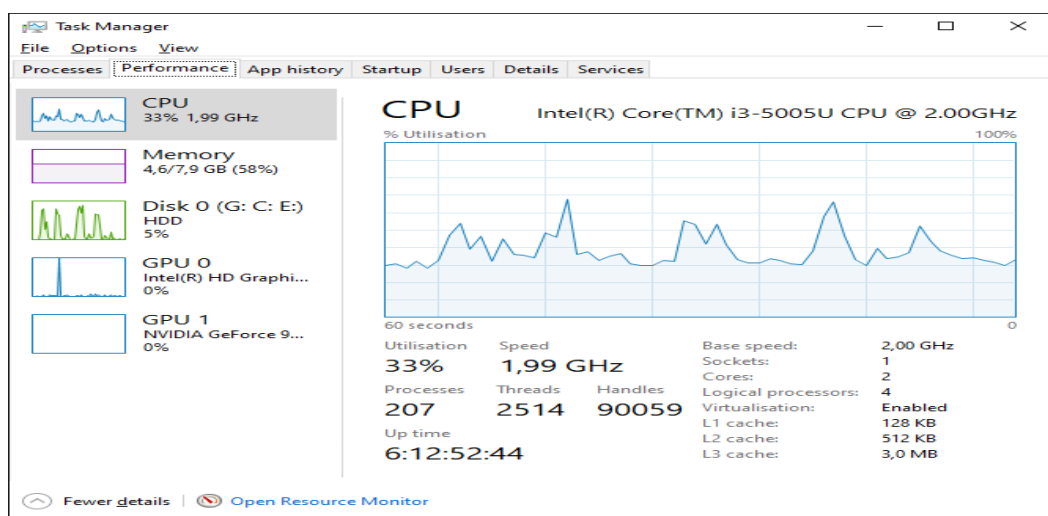 Task Manager
File Options View
Processes Performance App history Startup Users Details Services
CPU
33% 1,99 GHz
Memory
4,6/7,9 GB (58%)
Disk 0 (G: C: E:)
HDD
5%
GPU 0
Intel(R) HD Graphi...
0%
GPU 1
NVIDIA GeForce 9...
0%
CPU Intel(R) Core(TM) i3-5005U CPU @ 2.00GHz
% Utilisation 100%
60 seconds 0
Utilisation Speed
33% 1,99 GHz
Processes Threads Handles
207 2514 90059
Up time
6:12:52:44
Base speed: 2,00 GHz
Sockets: 1
Cores: 2
Logical processors: 4
Virtualisation: Enabled
L1 cache: 128 KB
L2 cache: 512 KB
L3 cache: 3,0 MB
Fewer details Open Resource Monitor